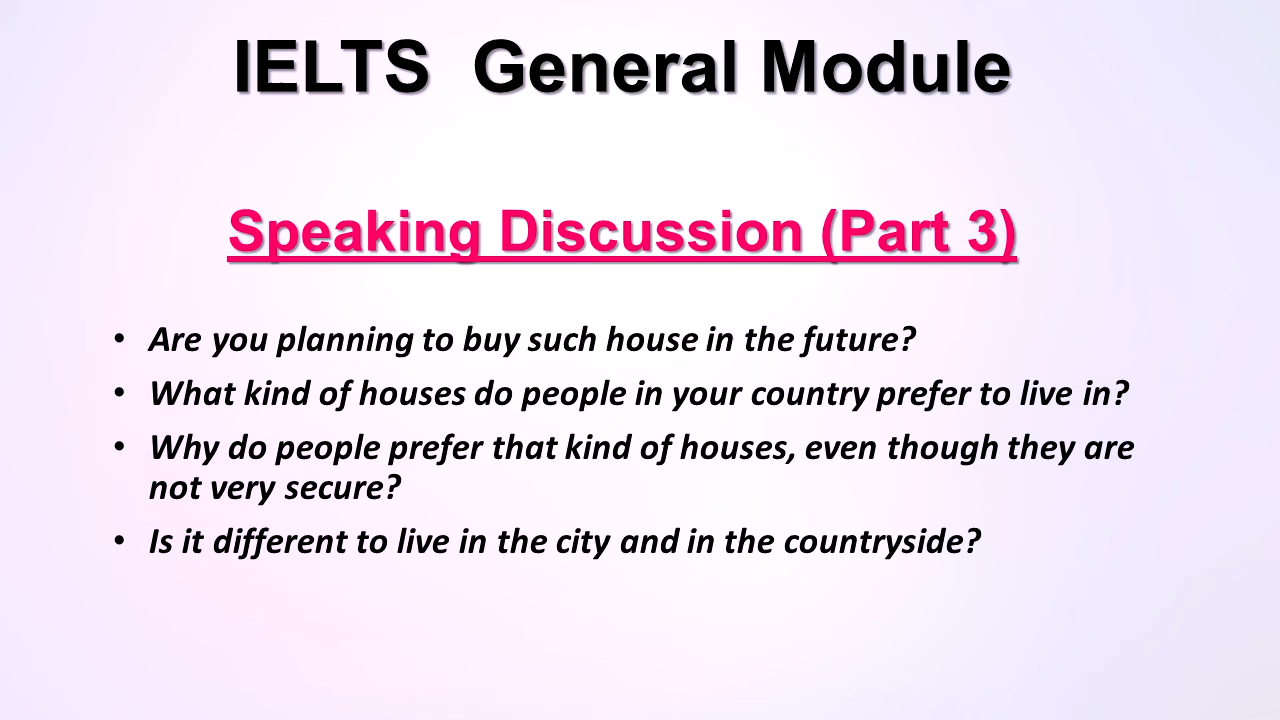 IELTS  General Module
Speaking Discussion (Part 3)
• Are you planning to buy such house in the future?
• What kind of houses do people in your country prefer to live in?
• Why do people prefer that kind of houses, even though they are
not very secure?
• Is it different to live in the city and in the countryside?